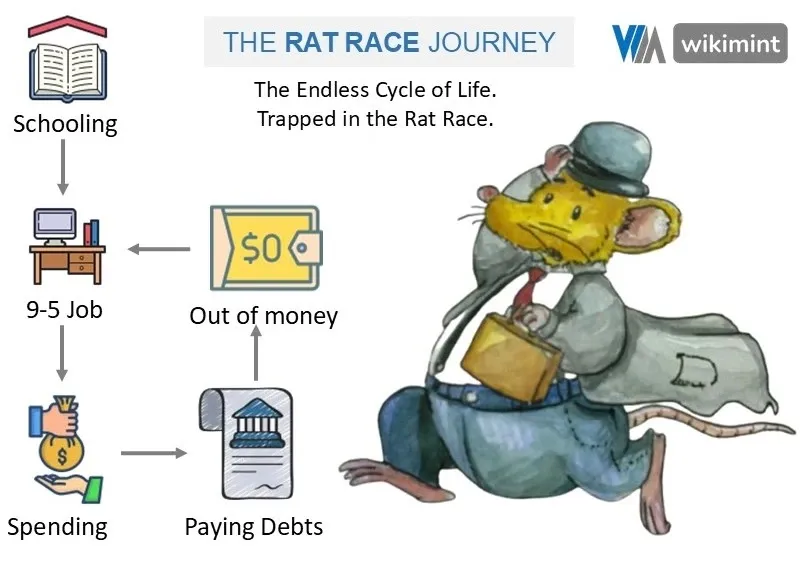 THE RAT RACE JOURNEY
WA wikimint
The Endless Cycle of Life.
Trapped in the Rat Race.
Schooling
$0
9-5 Job
Out of money
$
Spending
Paying Debts